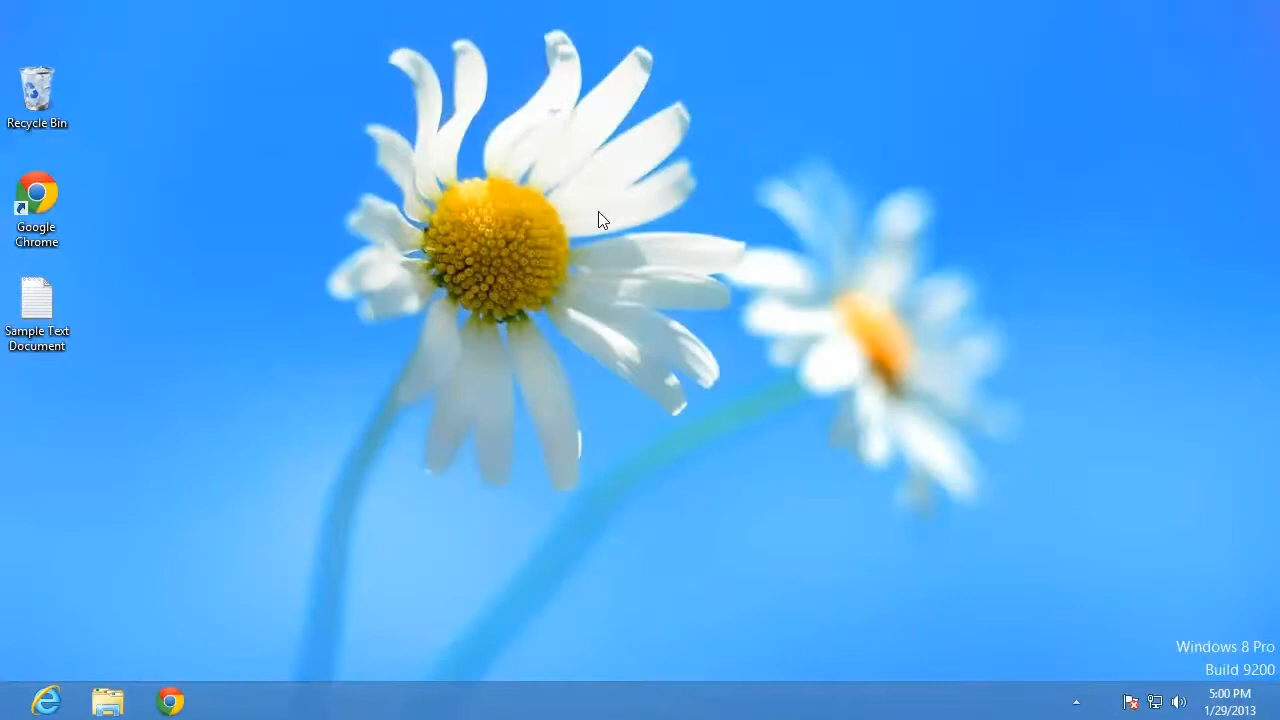 Recycle Bin
Google
Chrome
Sample Text
Document
Windows 8 Pro
Build 9200
5:00 PM
1/29/2013